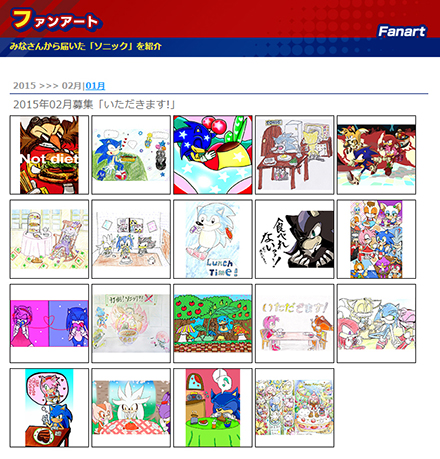 ファンアート
Fanart
みなさんから届いた「ソニック」を紹介
2015 >>> 02月|01月
2015年02月募集「いただきます!」
Not diet
Lunch
Time!
食べれ
ない…ッ!
いただきます!